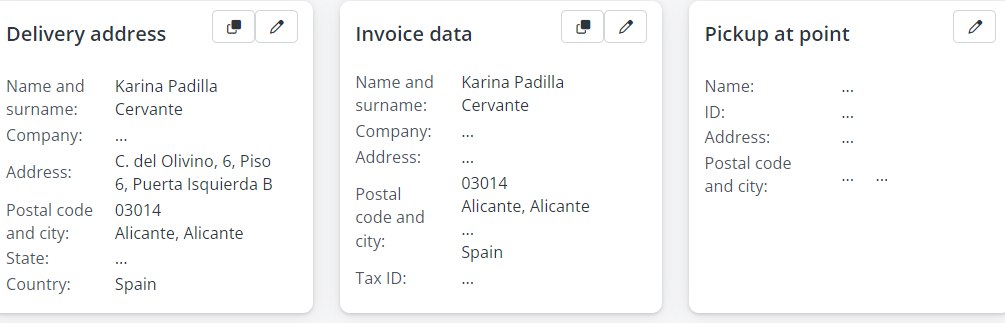 Delivery address
Name and surname: Karina Padilla Cervante
Company: ...
Address: C. del Olivino, 6, Piso 6, Puerta Isquierda B
Postal code and city: 03014 Alicante, Alicante
State: ...
Country: Spain
Invoice data
Name and surname: Karina Padilla Cervante
Company: ...
Address: ...
Postal code and city: 03014 Alicante, Alicante
...
Spain
Tax ID: ...
Pickup at point
Name: ...
ID: ...
Address: ...
Postal code and city: ... ...